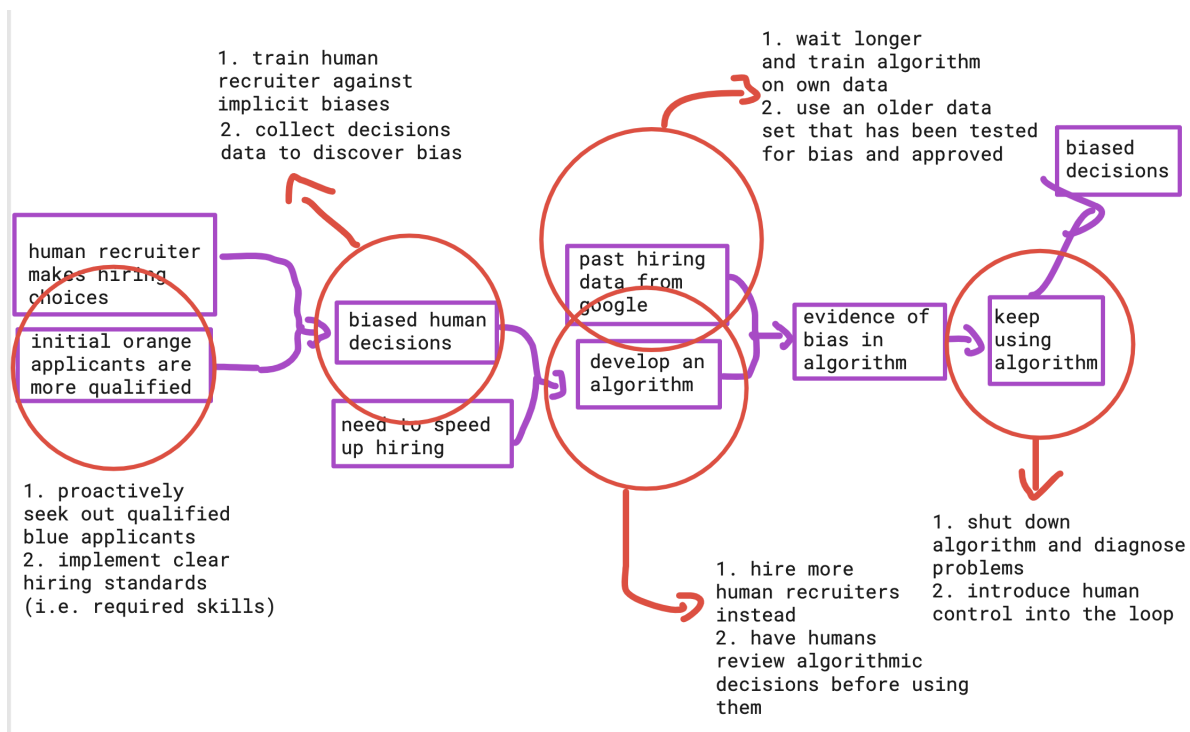 1. train human
recruiter against
implicit biases
2. collect decisions
data to discover bias
1. wait longer
and train algorithm
on own data
2. use an older data
set that has been tested
for bias and approved
biased
decisions
human recruiter
makes hiring
choices
initial orange
applicants are
more qualified
biased human
decisions
need to speed
up hiring
past hiring
data from
google
develop an
algorithm
evidence of
bias in
algorithm
keep
using
algorithm
1. proactively
seek out qualified
blue applicants
2. implement clear
hiring standards
(i.e. required skills)
1. hire more
human recruiters
instead
2. have humans
review algorithmic
decisions before using
them
1. shut down
algorithm and diagnose
problems
2. introduce human
control into the loop